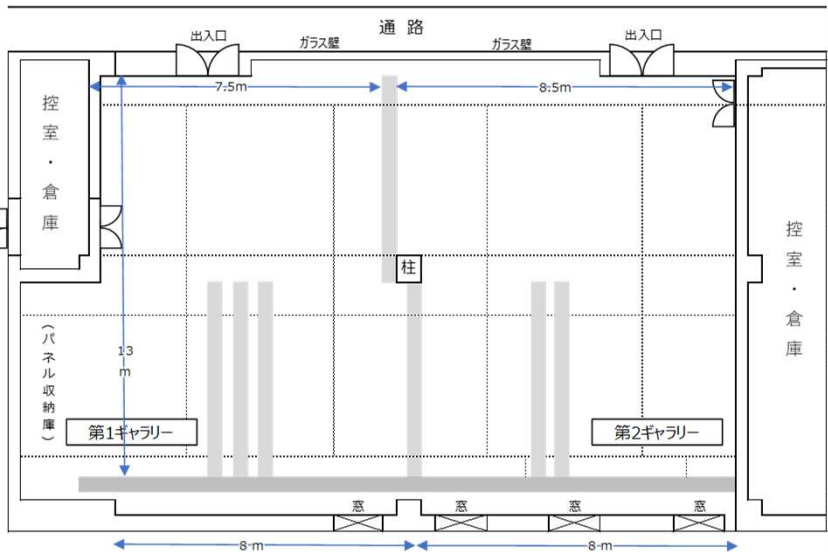 通 路
出入口
ガラス壁
ガラス壁
出入口
7.5m
8.5m
控室・倉庫
柱
控室・倉庫
13
m
(パネル収納庫)
第1ギャラリー
第2ギャラリー
窓
窓
窓
窓
8 m
8 m